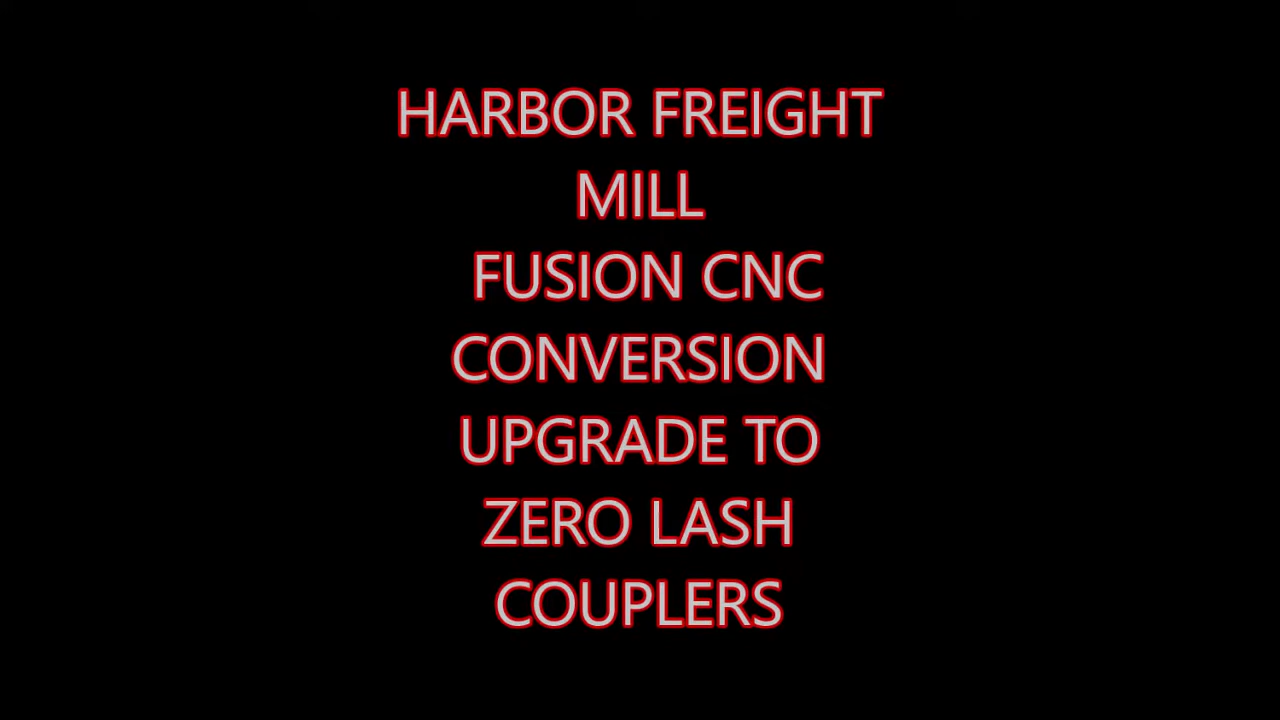 HARBOR FREIGHT
MILL
FUSION CNC
CONVERSION
UPGRADE TO
ZERO LASH
COUPLERS